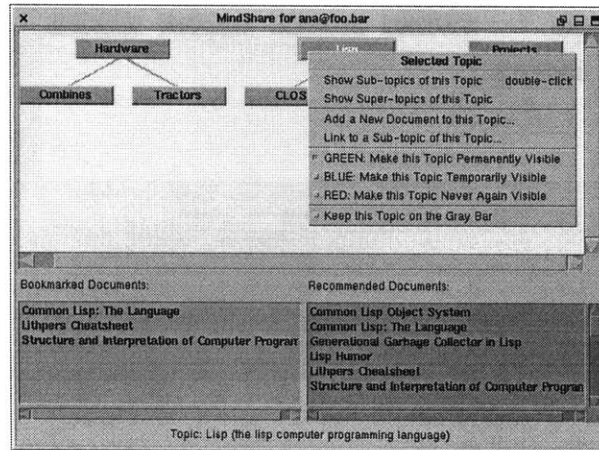 MindShare for ana@foo.bar
Hardware
Lisp
Projects
Combines
Tractors
CLOS
Selected Topic
Show Sub-topics of this Topic double-click
Show Super-topics of this Topic
Add a New Document to this Topic...
Link to a Sub-topic of this Topic...
GREEN: Make this Topic Permanently Visible
BLUE: Make this Topic Temporarily Visible
RED: Make this Topic Never Again Visible
Keep this Topic on the Gray Bar
Bookmarked Documents:
Common Lisp: The Language
Lithpers Cheatsheet
Structure and Interpretation of Computer Program
Recommended Documents:
Common Lisp Object System
Common Lisp: The Language
Generational Garbage Collector in Lisp
Lisp Humor
Lithpers Cheatsheet
Structure and Interpretation of Computer Program
Topic: Lisp (the lisp computer programming language)